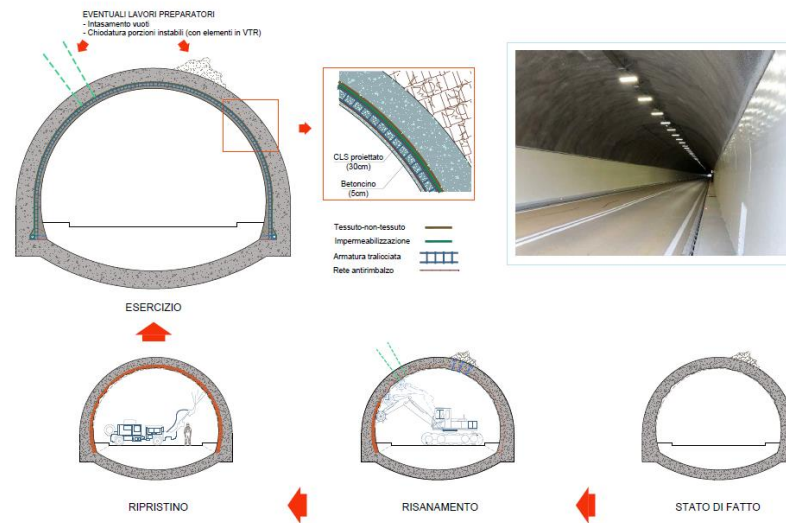 EVENTUALI LAVORI PREPARATORI
- Intasamento vuoti
- Chiodatura porzioni instabili (con elementi in VTR)
CLS proiettato
(30cm)
Betoncino
(5cm)
Tessuto-non-tessuto
Impermeabilizzazione
Armatura tralicciata
Rete antirimbalzo
ESERCIZIO
RIPRISTINO
RISANAMENTO
STATO DI FATTO